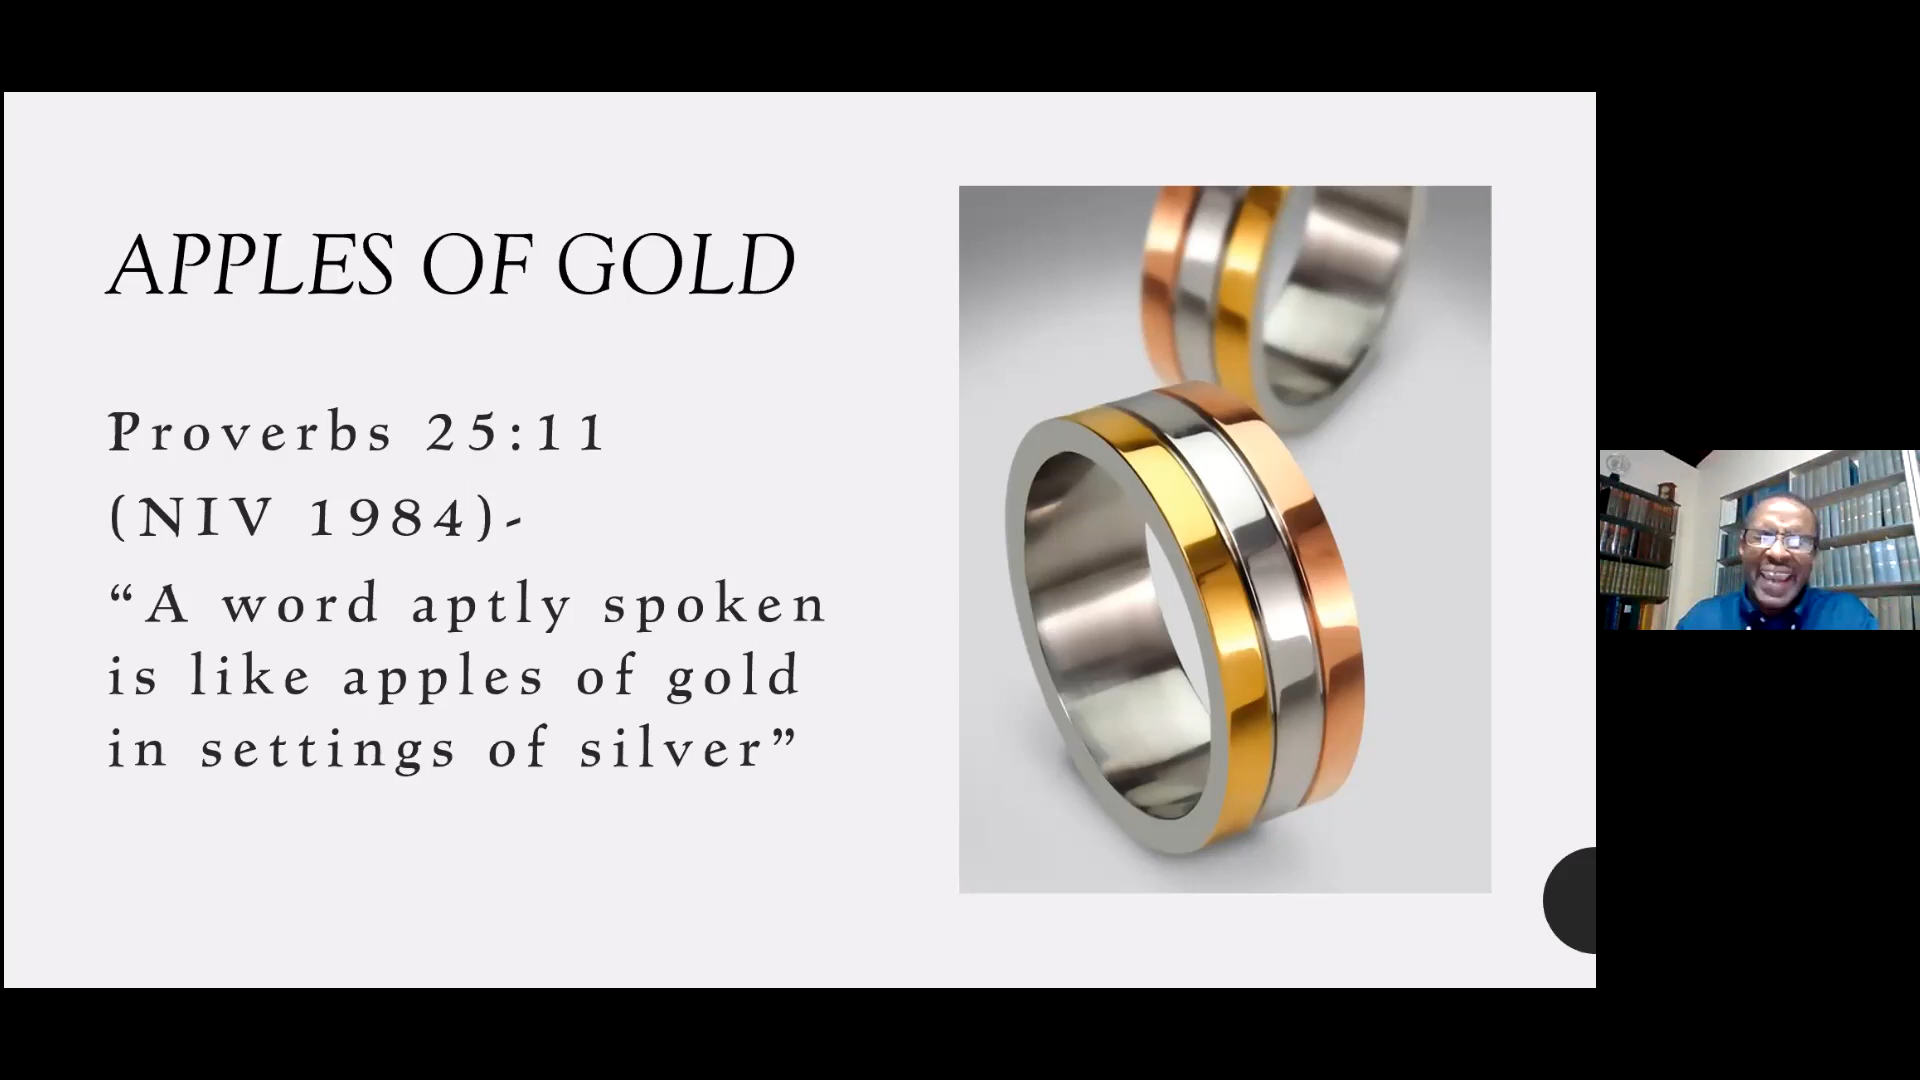 APPLES OF GOLD
Proverbs 25:11
(NIV 1984)-
“A word aptly spoken
is like apples of gold
in settings of silver”